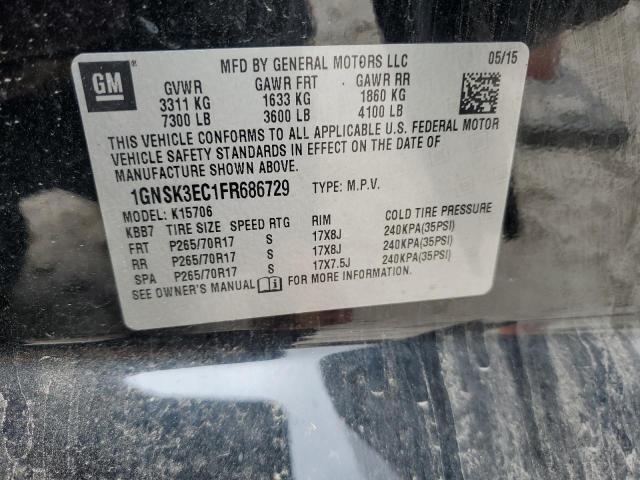 GM ®
MFD BY GENERAL MOTORS LLC 05/15
GVWR GAWR FRT GAWR RR
3311 KG 1633 KG 1860 KG
7300 LB 3600 LB 4100 LB
THIS VEHICLE CONFORMS TO ALL APPLICABLE U.S. FEDERAL MOTOR
VEHICLE SAFETY STANDARDS IN EFFECT ON THE DATE OF
MANUFACTURE SHOWN ABOVE.
1GNSK3EC1FR686729 TYPE: M.P.V.
MODEL: K15706
KBB7 TIRE SIZE SPEED RTG RIM COLD TIRE PRESSURE
FRT P265/70R17 S 17X8J 240KPA(35PSI)
RR P265/70R17 S 17X8J 240KPA(35PSI)
SPA P265/70R17 S 17X7.5J 240KPA(35PSI)
SEE OWNER'S MANUAL FOR MORE INFORMATION.